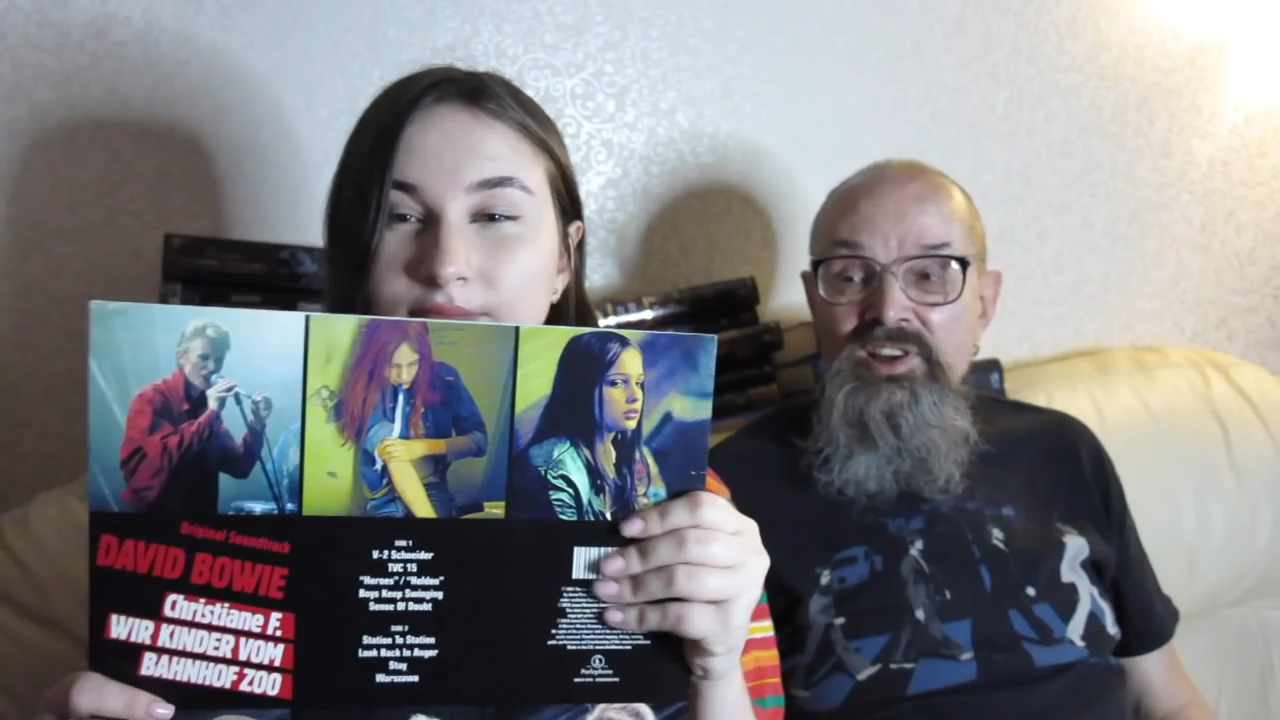 Original Soundtrack
DAVID BOWIE
Christiane F.
WIR KINDER VOM
BAHNHOF ZOO
SIDE 1
V-2 Schneider
TVC 15
"Heroes" / "Helden"
Boys Keep Swinging
Sense Of Doubt
SIDE 2
Station To Station
Look Back In Anger
Stay
Warszawa
Parlophone